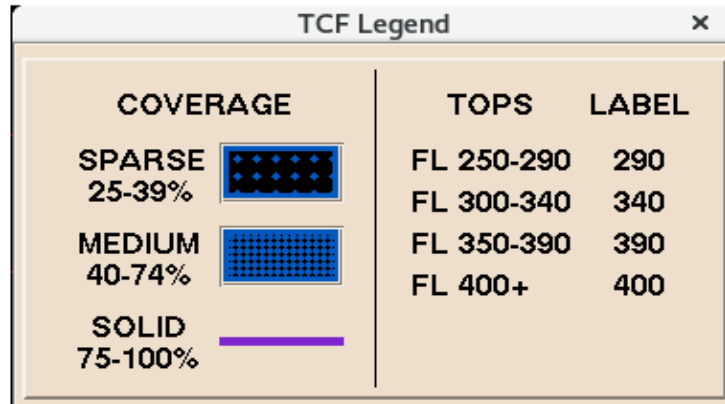 TCF Legend ×
COVERAGE
SPARSE
25-39%
MEDIUM
40-74%
SOLID
75-100%
TOPS LABEL
FL 250-290 290
FL 300-340 340
FL 350-390 390
FL 400+ 400